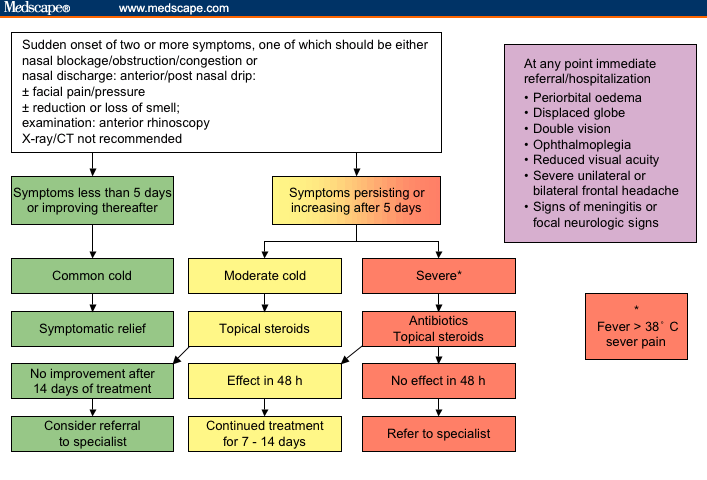 Medscape® www.medscape.com
Sudden onset of two or more symptoms, one of which should be either
nasal blockage/obstruction/congestion or
nasal discharge: anterior/post nasal drip:
± facial pain/pressure
± reduction or loss of smell;
examination: anterior rhinoscopy
X-ray/CT not recommended
At any point immediate
referral/hospitalization
• Periorbital oedema
• Displaced globe
• Double vision
• Ophthalmoplegia
• Reduced visual acuity
• Severe unilateral or
bilateral frontal headache
• Signs of meningitis or
focal neurologic signs
Symptoms less than 5 days
or improving thereafter
Symptoms persisting or
increasing after 5 days
Common cold
Moderate cold
Severe*
Symptomatic relief
Topical steroids
Antibiotics
Topical steroids
*
Fever > 38° C
sever pain
No improvement after
14 days of treatment
Effect in 48 h
No effect in 48 h
Consider referral
to specialist
Continued treatment
for 7 - 14 days
Refer to specialist